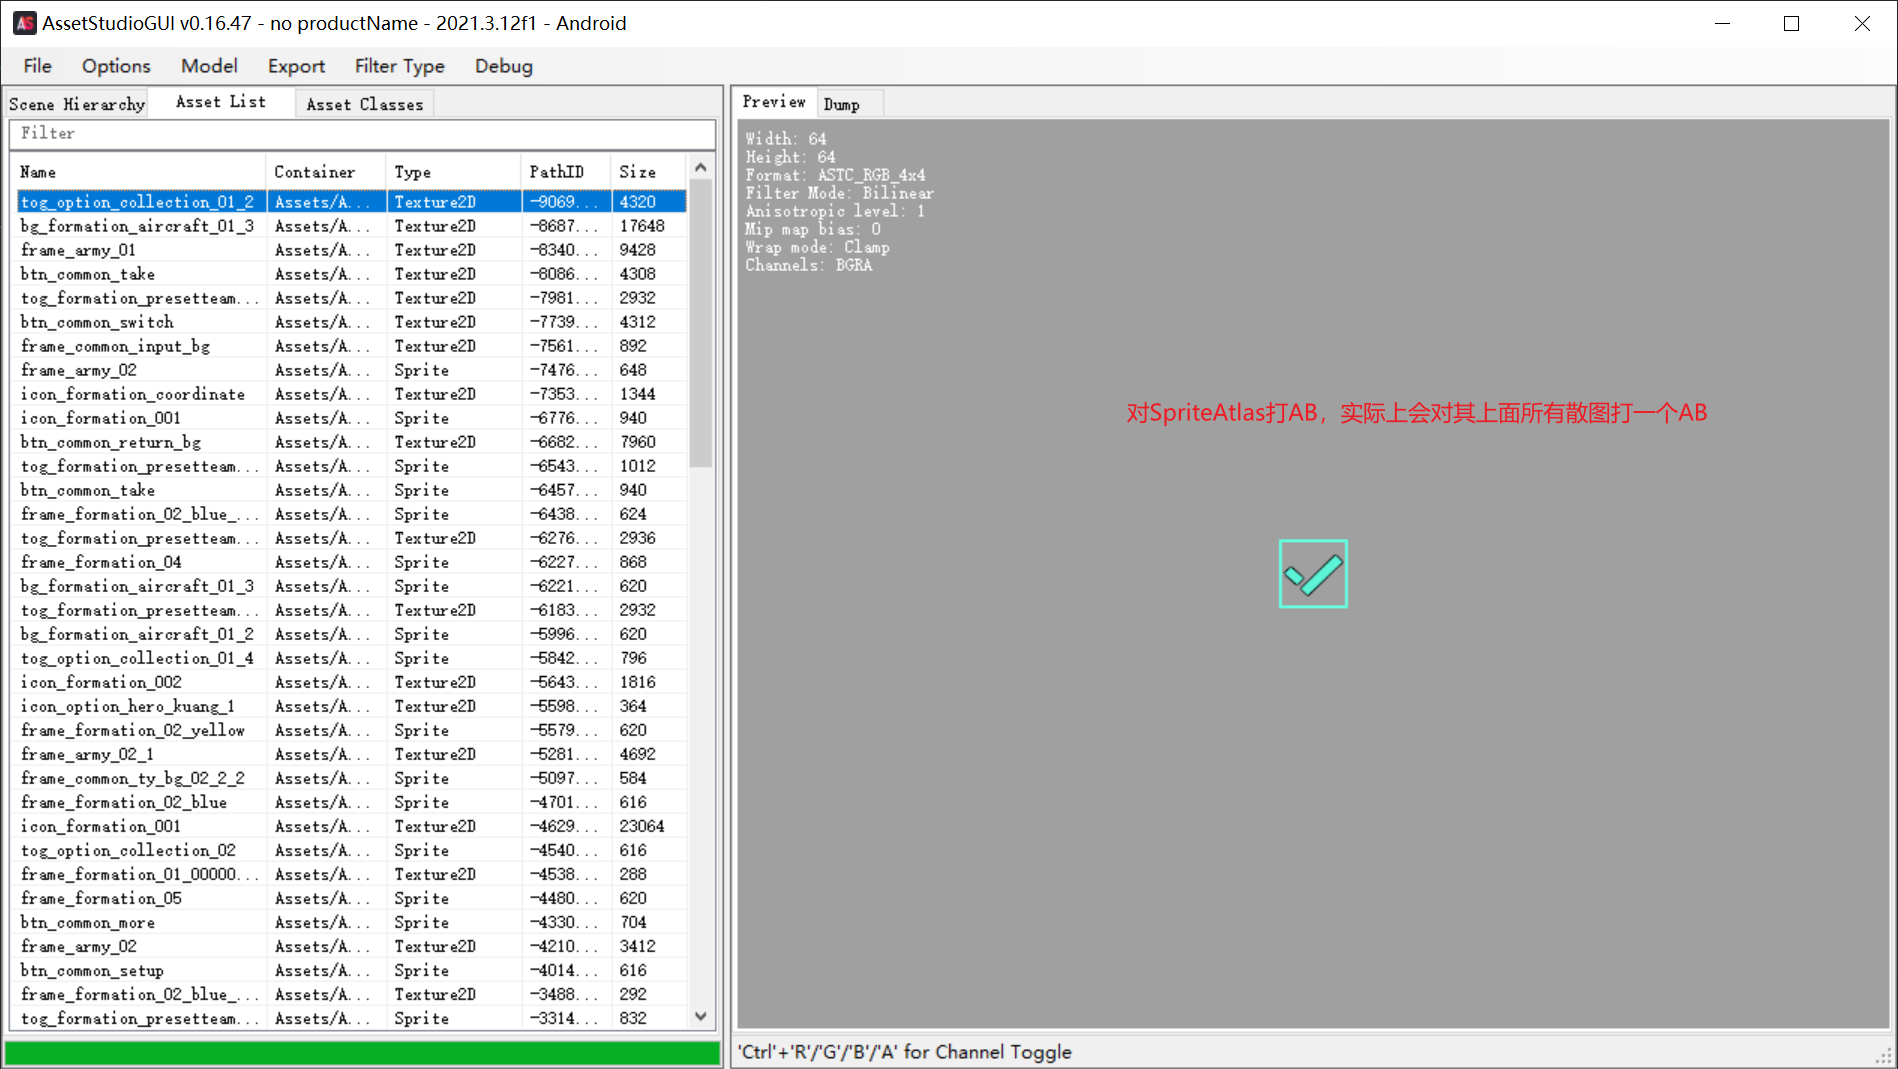 AssetStudioGUI v0.16.47 - no productName - 2021.3.12f1 - Android
File Options Model Export Filter Type Debug
Scene Hierarchy Asset List Asset Classes
Filter
Name Container Type PathID Size
tog_option_collection_01_2 Assets/A... Texture2D -9069... 4320
bg_formation_aircraft_01_3 Assets/A... Texture2D -8687... 17648
frame_army_01 Assets/A... Texture2D -8340... 9428
btn_common_take Assets/A... Texture2D -8086... 4308
tog_formation_presetteam... Assets/A... Texture2D -7981... 2932
btn_common_switch Assets/A... Texture2D -7739... 4312
frame_common_input_bg Assets/A... Texture2D -7561... 892
frame_army_02 Assets/A... Sprite -7476... 648
icon_formation_coordinate Assets/A... Texture2D -7353... 1344
icon_formation_001 Assets/A... Sprite -6776... 940
btn_common_return_bg Assets/A... Texture2D -6682... 7960
tog_formation_presetteam... Assets/A... Sprite -6543... 1012
btn_common_take Assets/A... Sprite -6457... 940
frame_formation_02_blue_... Assets/A... Sprite -6438... 624
tog_formation_presetteam... Assets/A... Texture2D -6276... 2936
frame_formation_04 Assets/A... Sprite -6227... 868
bg_formation_aircraft_01_3 Assets/A... Sprite -6221... 620
tog_formation_presetteam... Assets/A... Texture2D -6183... 2932
bg_formation_aircraft_01_2 Assets/A... Sprite -5996... 620
tog_option_collection_01_4 Assets/A... Sprite -5842... 796
icon_formation_002 Assets/A... Texture2D -5643... 1816
icon_option_hero_kuang_1 Assets/A... Texture2D -5598... 364
frame_formation_02_yellow Assets/A... Sprite -5579... 620
frame_army_02_1 Assets/A... Texture2D -5281... 4692
frame_common_ty_bg_02_2_2 Assets/A... Sprite -5097... 584
frame_formation_02_blue Assets/A... Sprite -4701... 616
icon_formation_001 Assets/A... Texture2D -4629... 23064
tog_option_collection_02 Assets/A... Sprite -4540... 616
frame_formation_01_00000... Assets/A... Texture2D -4538... 288
frame_formation_05 Assets/A... Sprite -4480... 620
btn_common_more Assets/A... Sprite -4330... 704
frame_army_02 Assets/A... Texture2D -4210... 3412
btn_common_setup Assets/A... Sprite -4014... 616
frame_formation_02_blue_... Assets/A... Texture2D -3488... 292
tog_formation_presetteam... Assets/A... Sprite -3314... 832
Preview Dump
Width: 64
Height: 64
Format: ASTC_RGB_4x4
Filter Mode: Bilinear
Anisotropic level: 1
Mip map bias: 0
Wrap mode: Clamp
Channels: BGRA
对SpriteAtlas打AB，实际上会对其上面所有散图打一个AB
'Ctrl'+'R'/'G'/'B'/'A' for Channel Toggle